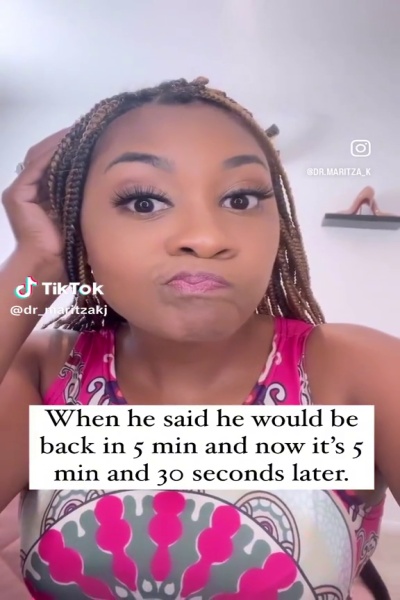 @DR.MARITZA_K
TikTok
@dr_maritzakj
When he said he would be
back in 5 min and now it's 5
min and 30 seconds later.